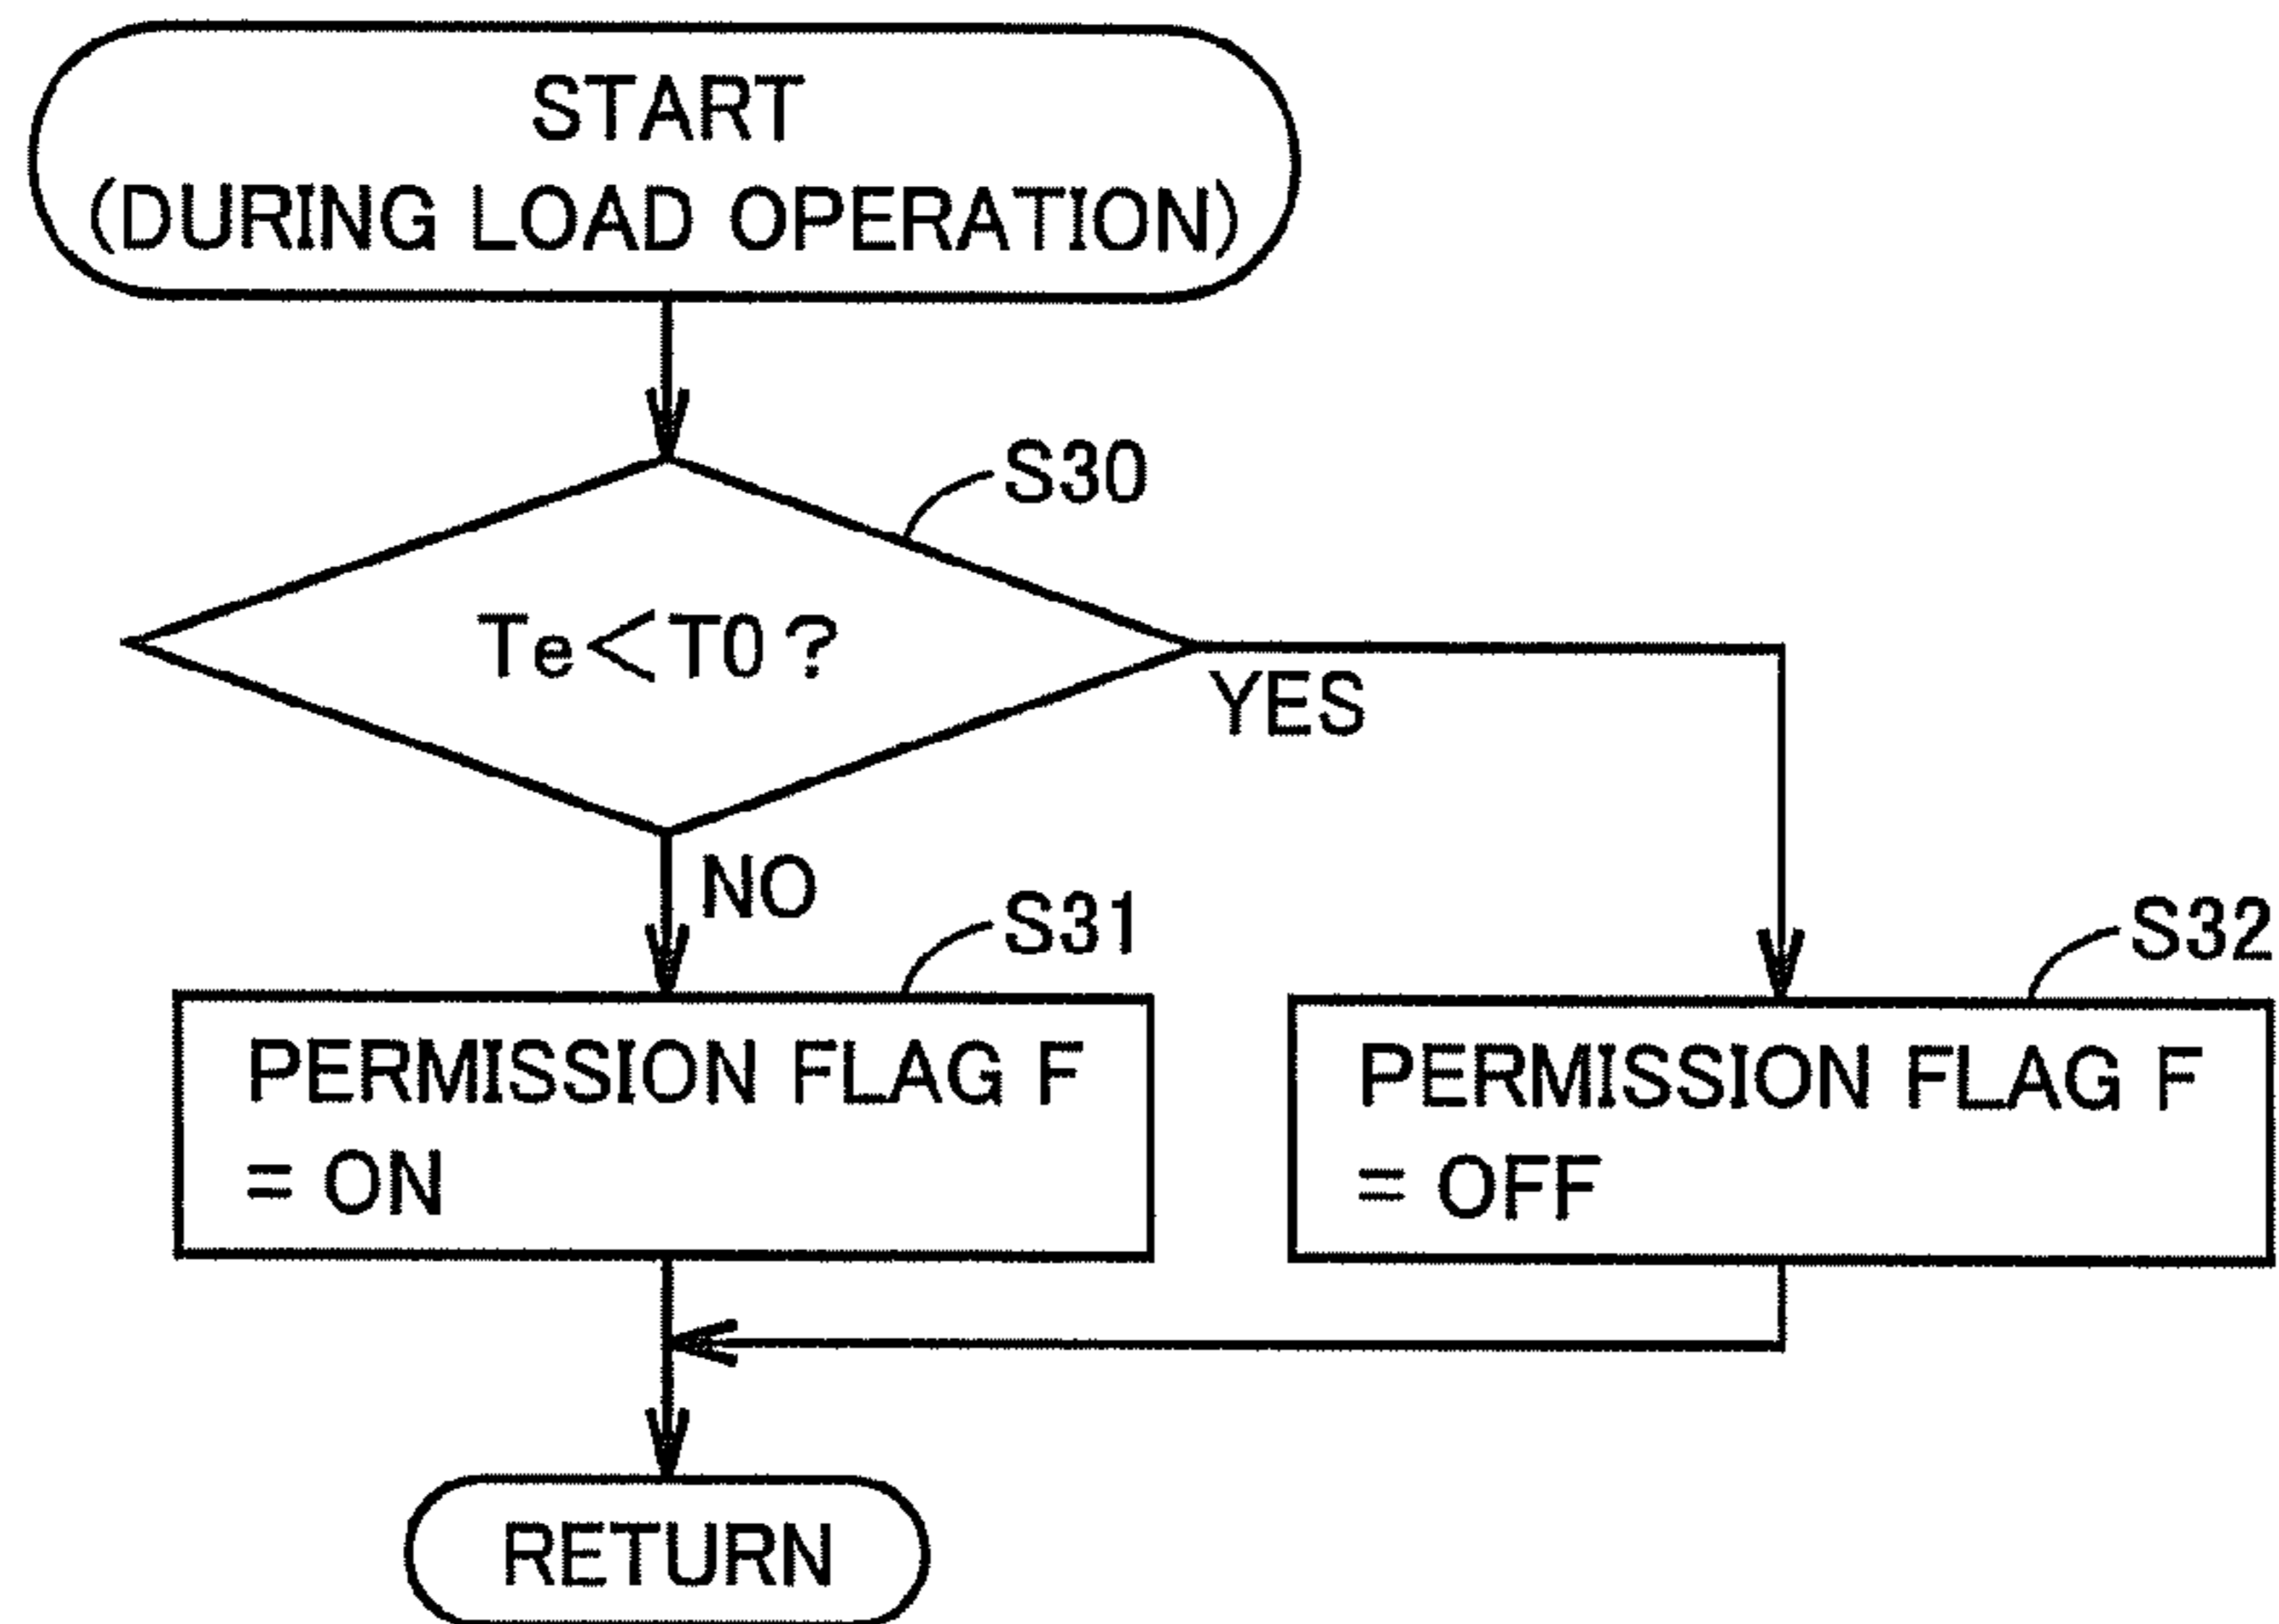 START
(DURING LOAD OPERATION)
S30
Te<T0?
YES
NO
S31
S32
PERMISSION FLAG F
= ON
PERMISSION FLAG F
= OFF
RETURN